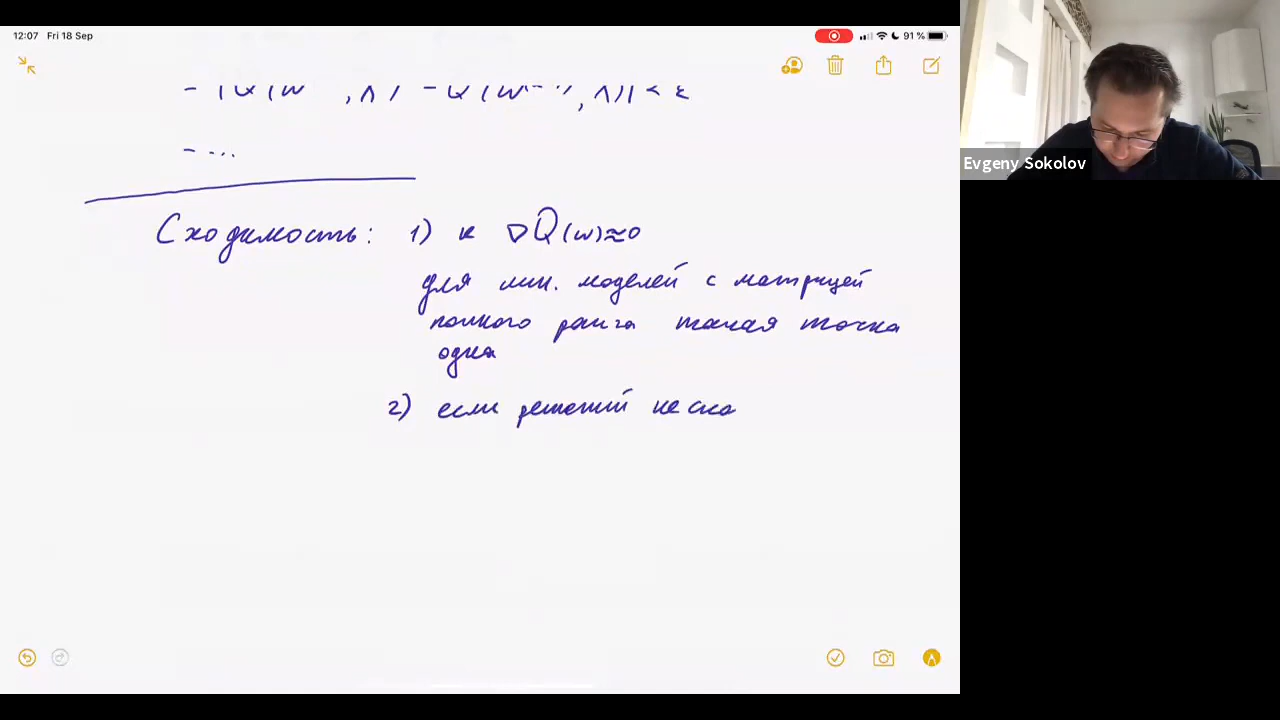 12:07 Fri 18 Sep
91 %
- ...
Evgeny Sokolov
Сходимость: 1) к ∇Q(w)≈0
для лин. моделей с матрицей
полного ранга такая точка
одна
2) если решений неско